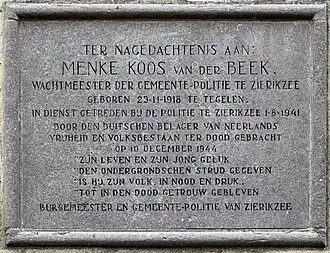 TER NAGEDACHTENIS AAN:
MENKE KOOS VAN DER BEEK,
WACHTMEESTER DER GEMEENTE-POLITIE TE ZIERIKZEE
GEBOREN 23-11-1918 TE TEGELEN.
IN DIENST GETREDEN BIJ DE POLITIE TE ZIERIKZEE 1-8-1941
DOOR DEN DUITSCHEN BELAGER VAN NEERLANDS
VRIJHEID EN VOLKSBESTAAN TER DOOD GEBRACHT
OP 10 DECEMBER 1944
"ZIJN LEVEN EN ZIJN JONG GELUK
"DEN ONDERGRONDSCHEN STRIJD GEGEVEN
"IS HIJ ZIJN VOLK, IN NOOD EN DRUK,
"TOT IN DEN DOOD GETROUW GEBLEVEN
BURGEMEESTER EN GEMEENTE-POLITIE VAN ZIERIKZEE